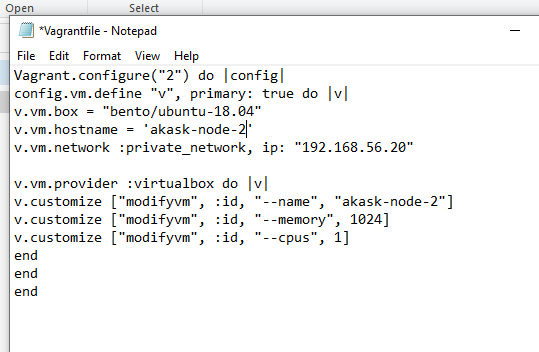 Open
Select
*Vagrantfile - Notepad
File Edit Format View Help
Vagrant.configure("2") do |config|
config.vm.define "v", primary: true do |v|
v.vm.box = "bento/ubuntu-18.04"
v.vm.hostname = 'akask-node-2'
v.vm.network :private_network, ip: "192.168.56.20"
v.vm.provider :virtualbox do |v|
v.customize ["modifyvm", :id, "--name", "akask-node-2"]
v.customize ["modifyvm", :id, "--memory", 1024]
v.customize ["modifyvm", :id, "--cpus", 1]
end
end
end